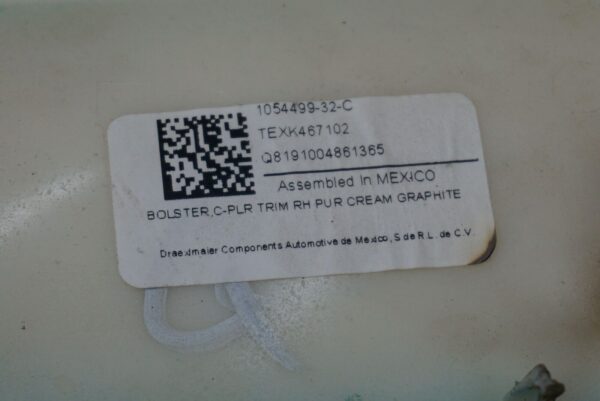 1054499-32-C
TEXK467102
Q8191004861365
Assembled In MEXICO
BOLSTER,C-PLR TRIM RH PUR CREAM GRAPHITE
Draexlmaier Components Automotive de Mexico, S de R.L. de C.V.